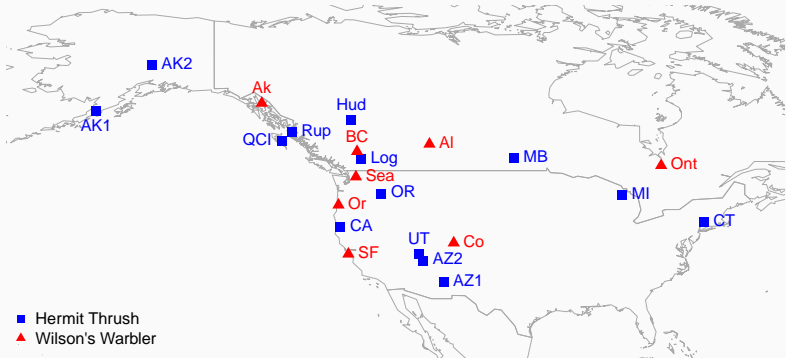 AK2
Ak
Hud
AK1
Rup
QCI
BC
Al
Log
MB
Ont
Sea
OR
MI
Or
CA
CT
UT
Co
SF
AZ2
AZ1
Hermit Thrush
Wilson's Warbler